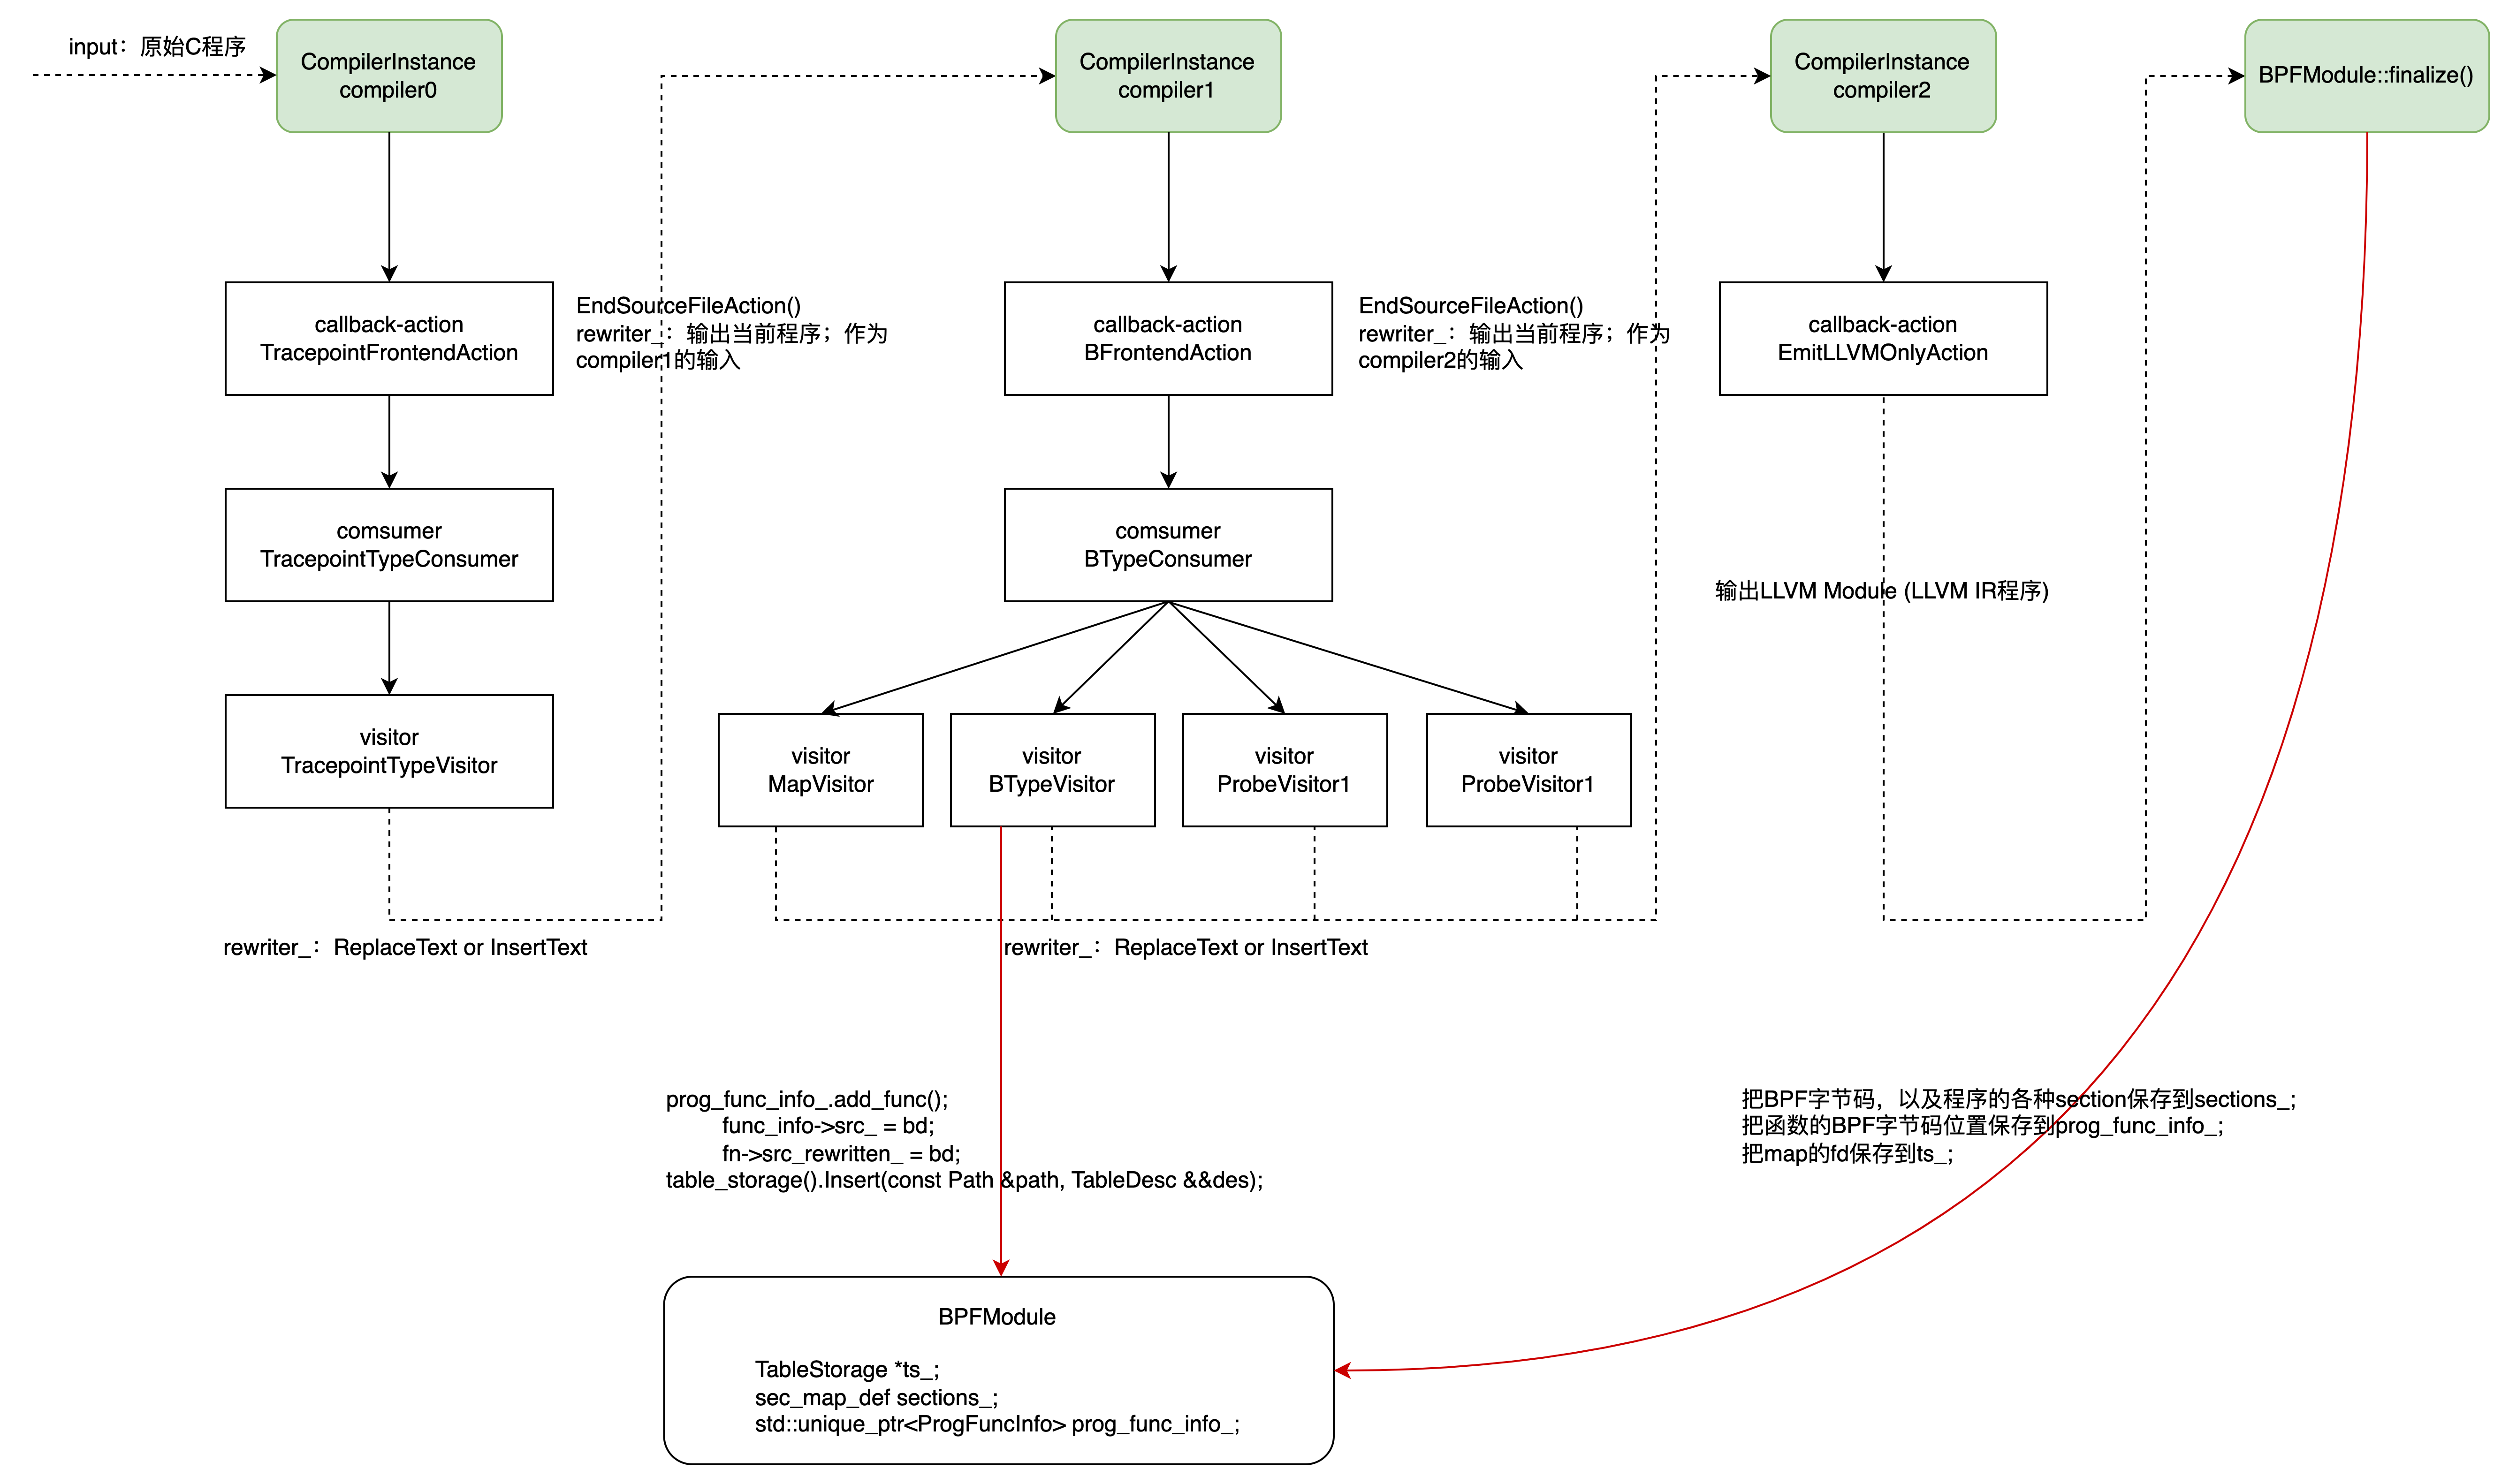 input：原始C程序
CompilerInstance
compiler0
CompilerInstance
compiler1
CompilerInstance
compiler2
BPFModule::finalize()
callback-action
TracepointFrontendAction
EndSourceFileAction()
rewriter_：输出当前程序；作为
compiler1的输入
callback-action
BFrontendAction
EndSourceFileAction()
rewriter_：输出当前程序；作为
compiler2的输入
callback-action
EmitLLVMOnlyAction
comsumer
TracepointTypeConsumer
comsumer
BTypeConsumer
输出LLVM Module (LLVM IR程序)
visitor
TracepointTypeVisitor
visitor
MapVisitor
visitor
BTypeVisitor
visitor
ProbeVisitor1
visitor
ProbeVisitor1
rewriter_：ReplaceText or InsertText
rewriter_：ReplaceText or InsertText
prog_func_info_.add_func();
func_info->src_ = bd;
fn->src_rewritten_ = bd;
table_storage().Insert(const Path &path, TableDesc &&des);
把BPF字节码，以及程序的各种section保存到sections_;
把函数的BPF字节码位置保存到prog_func_info_;
把map的fd保存到ts_;
BPFModule
TableStorage *ts_;
sec_map_def sections_;
std::unique_ptr<ProgFuncInfo> prog_func_info_;